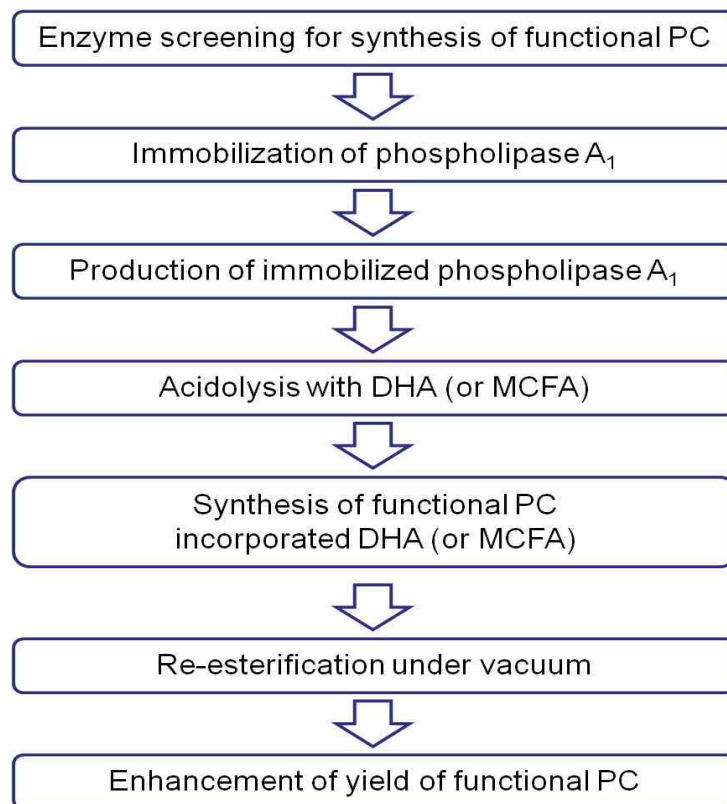 Enzyme screening for synthesis of functional PC
Immobilization of phospholipase A₁
Production of immobilized phospholipase A₁
Acidolysis with DHA (or MCFA)
Synthesis of functional PC
incorporated DHA (or MCFA)
Re-esterification under vacuum
Enhancement of yield of functional PC